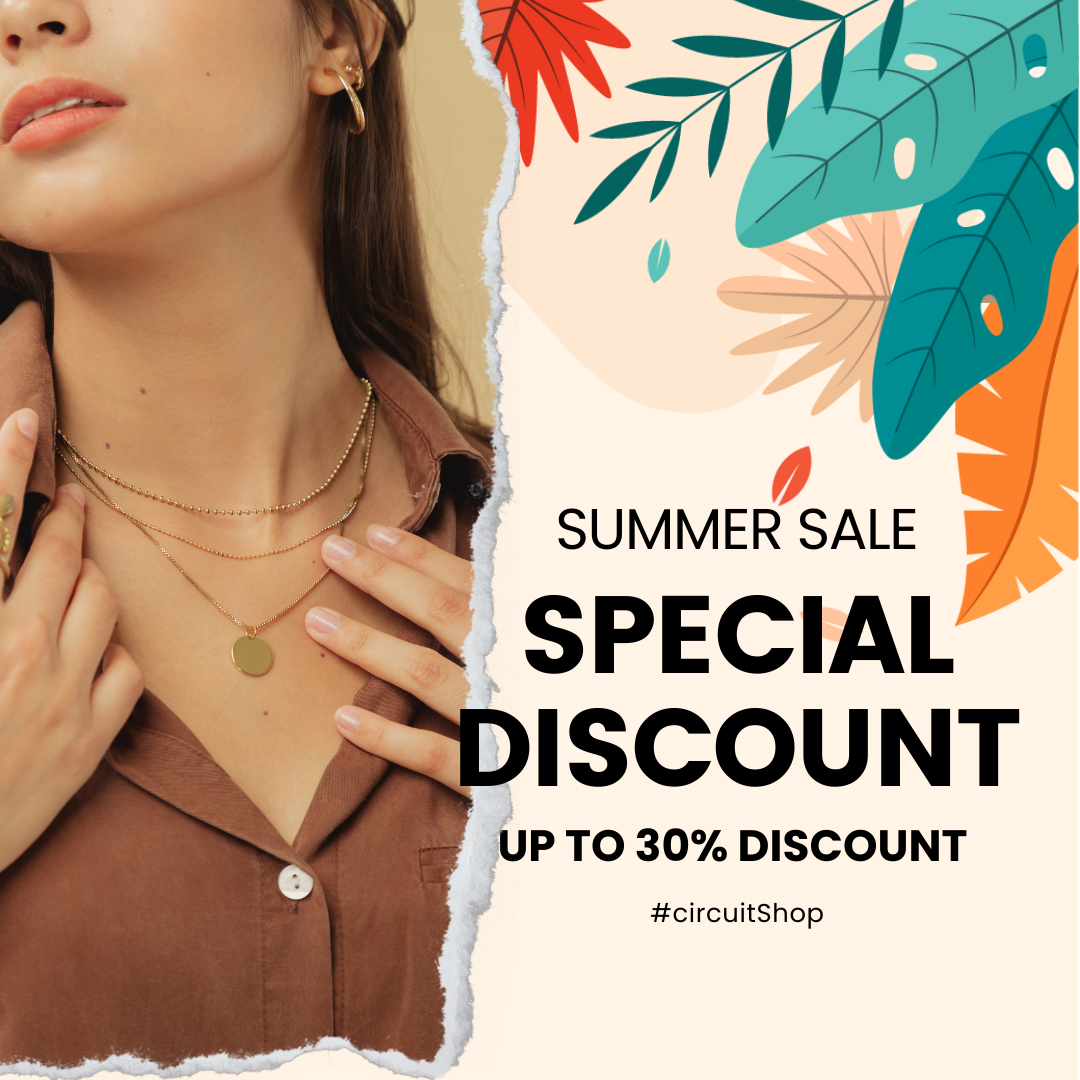 SUMMER SALE
SPECIAL
DISCOUNT
UP TO 30% DISCOUNT
#circuitShop